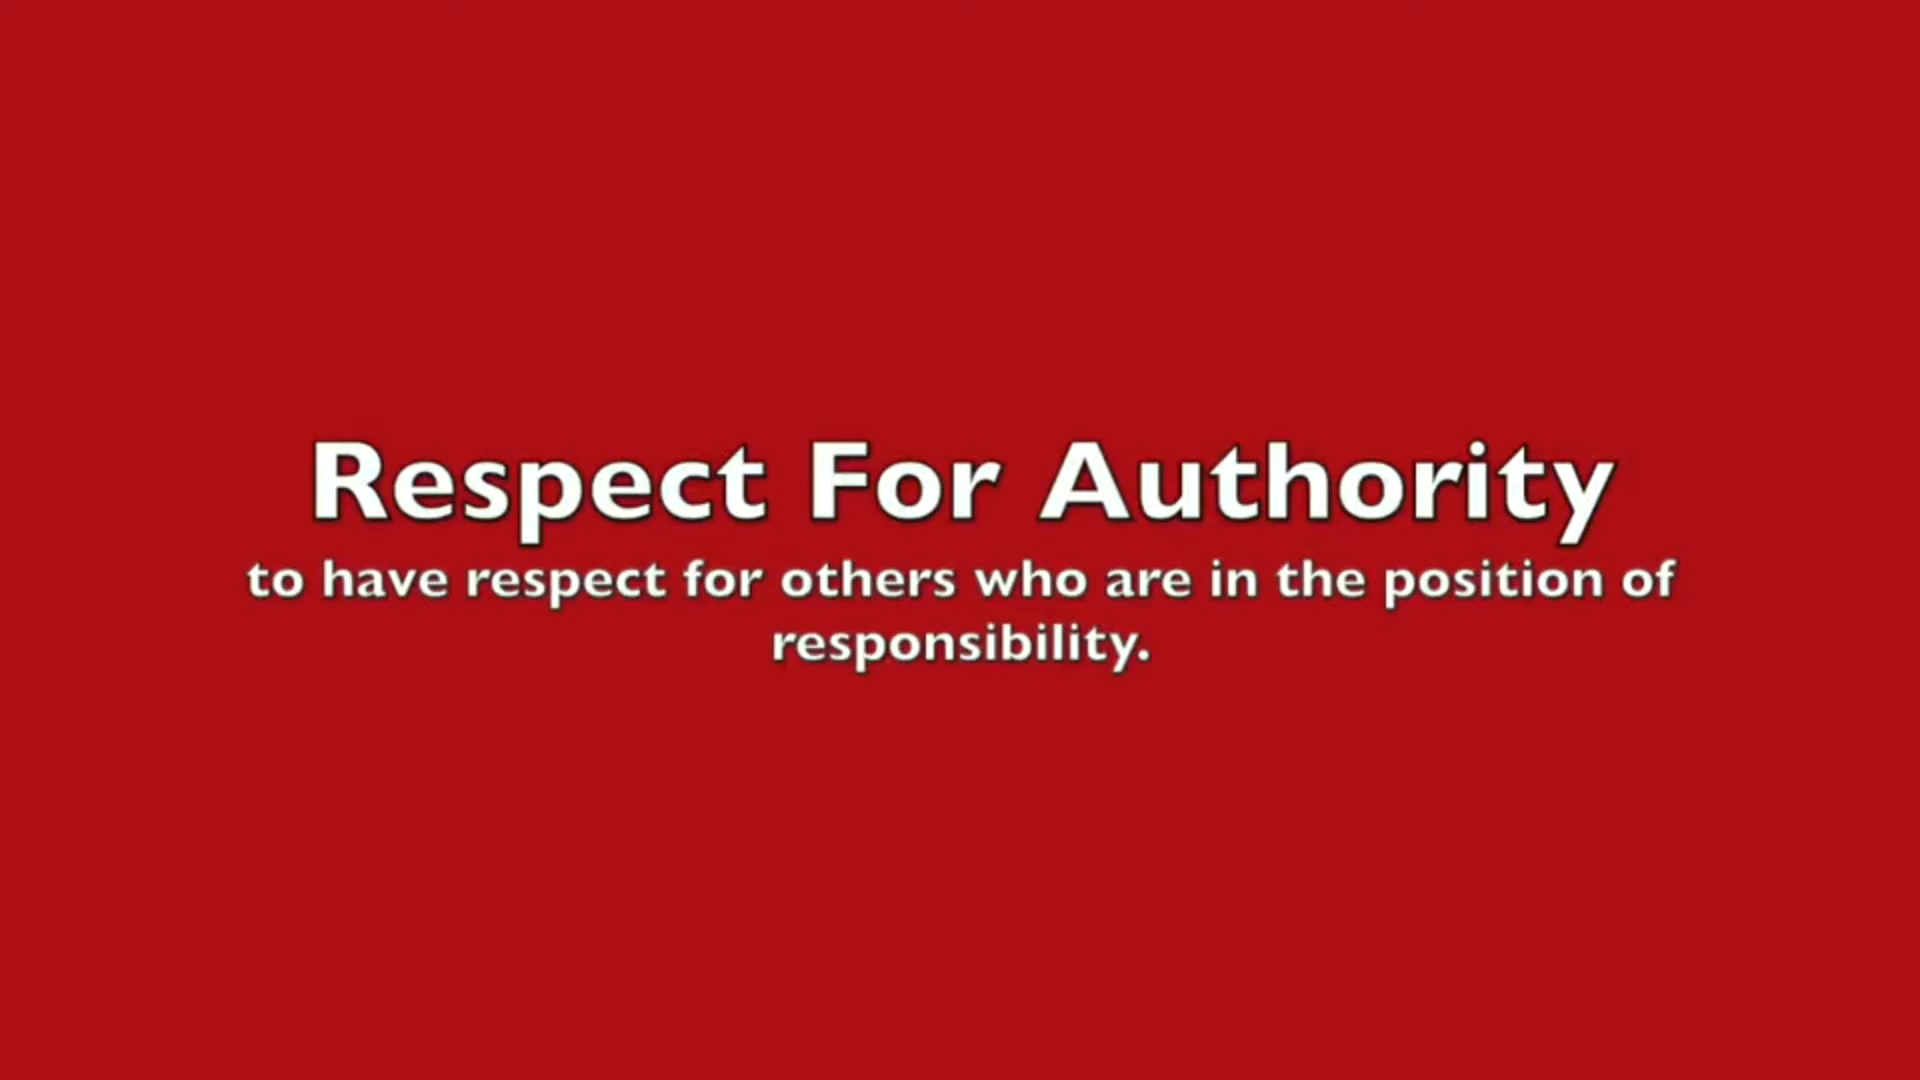 Respect For Authority
to have respect for others who are in the position of
responsibility.